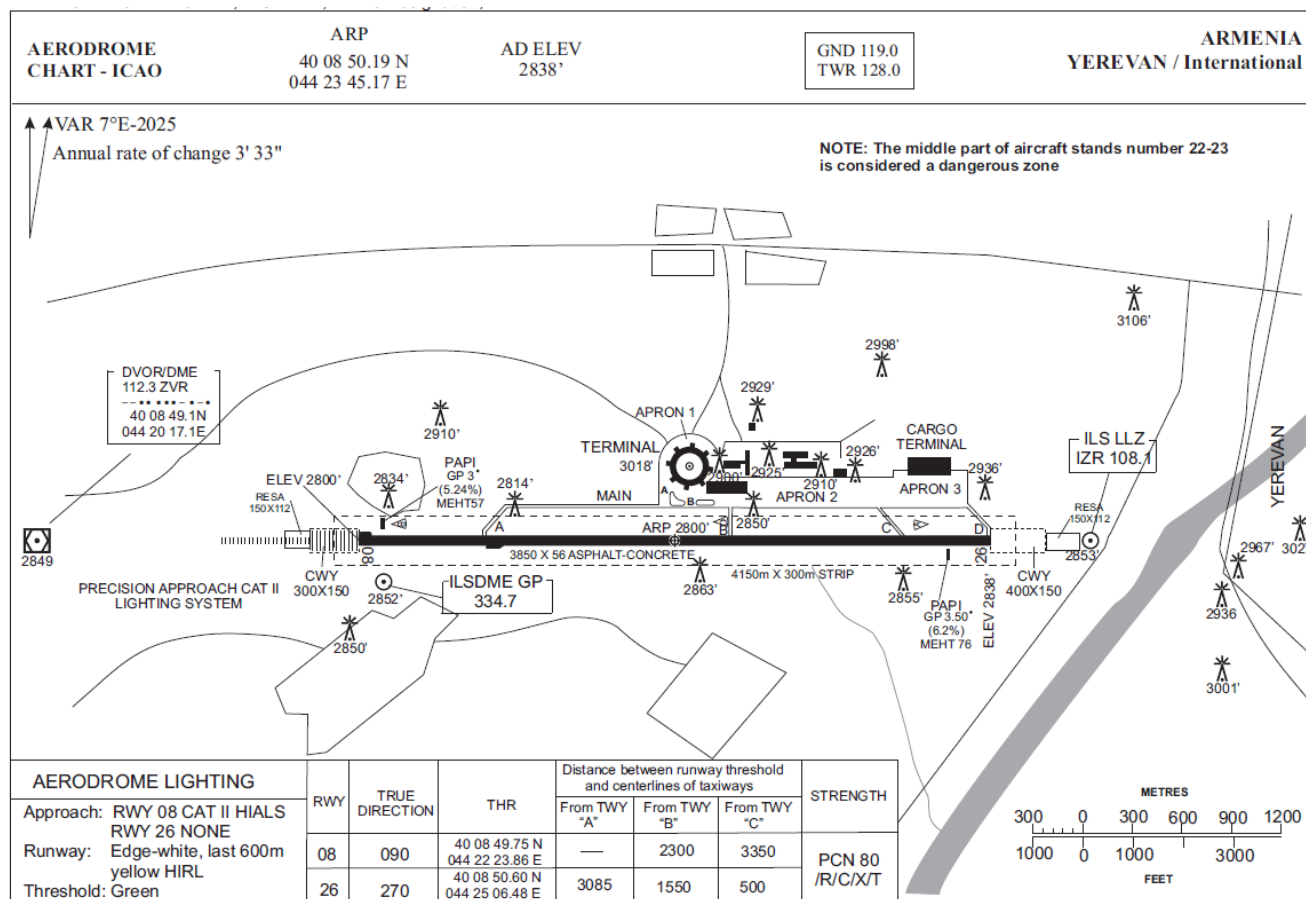 AERODROME
CHART - ICAO
ARP
40 08 50.19 N
044 23 45.17 E
AD ELEV
2838'
GND 119.0
TWR 128.0
ARMENIA
YEREVAN / International
VAR 7°E-2025
Annual rate of change 3' 33"
NOTE: The middle part of aircraft stands number 22-23
is considered a dangerous zone
3106'
2998'
DVOR/DME
112.3 ZVR
40 08 49.1N
044 20 17.1E
2929'
2910'
APRON 1
TERMINAL
3018'
CARGO
TERMINAL
ILS LLZ
IZR 108.1
YEREVAN
2900'
2925'
2926'
2910'
2936'
ELEV 2800'
2834'
PAPI
GP 3°
(5.24%)
MEHT57
2814'
MAIN
A
B
APRON 2
APRON 3
RESA
150X112
RESA
150X112
A
ARP 2800'
B
2850'
C
D
2849
08
3850 X 56 ASPHALT-CONCRETE
26
2853'
2967'
PRECISION APPROACH CAT II
LIGHTING SYSTEM
CWY
300X150
2852'
ILSDME GP
334.7
2863'
4150m X 300m STRIP
2855'
PAPI
GP 3.50°
(6.2%)
MEHT 76
ELEV 2838'
CWY
400X150
2936
2850'
3001'
AERODROME LIGHTING
Approach: RWY 08 CAT II HIALS
RWY 26 NONE
Runway: Edge-white, last 600m
yellow HIRL
Threshold: Green
RWY
TRUE
DIRECTION
THR
Distance between runway threshold
and centerlines of taxiways
From TWY
"A"
From TWY
"B"
From TWY
"C"
STRENGTH
08 090 40 08 49.75 N
044 22 23.86 E
— 2300 3350
26 270 40 08 50.60 N
044 25 06.48 E
3085 1550 500
PCN 80
/R/C/X/T
METRES
300 0 300 600 900 1200
1000 0 1000 3000
FEET